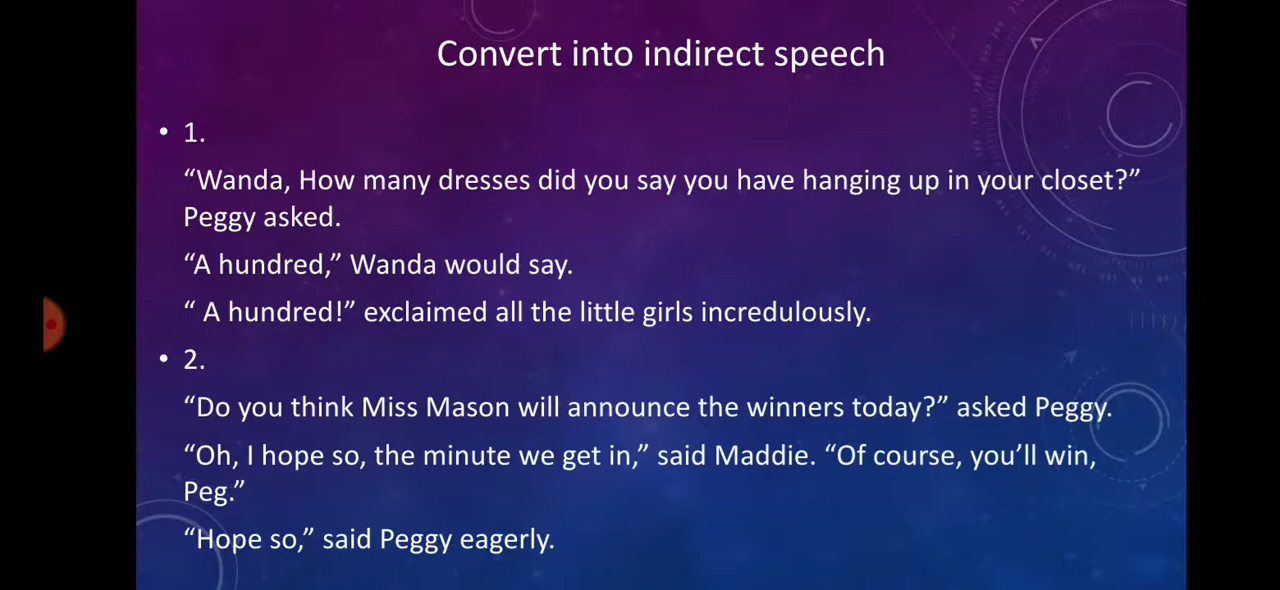 Convert into indirect speech
• 1.
“Wanda, How many dresses did you say you have hanging up in your closet?”
Peggy asked.
“A hundred,” Wanda would say.
“ A hundred!” exclaimed all the little girls incredulously.
• 2.
“Do you think Miss Mason will announce the winners today?” asked Peggy.
“Oh, I hope so, the minute we get in,” said Maddie. “Of course, you’ll win,
Peg.”
“Hope so,” said Peggy eagerly.